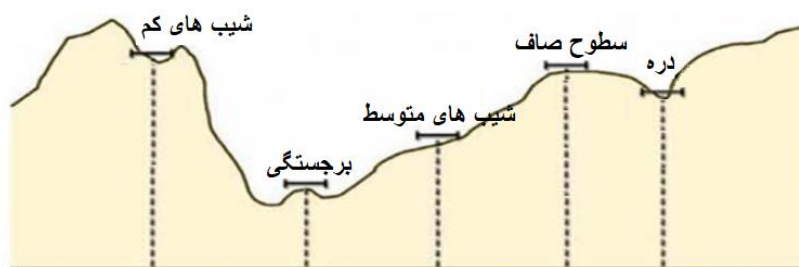 شیب های کم
سطوح صاف
دره
شیب های متوسط
برجستگی